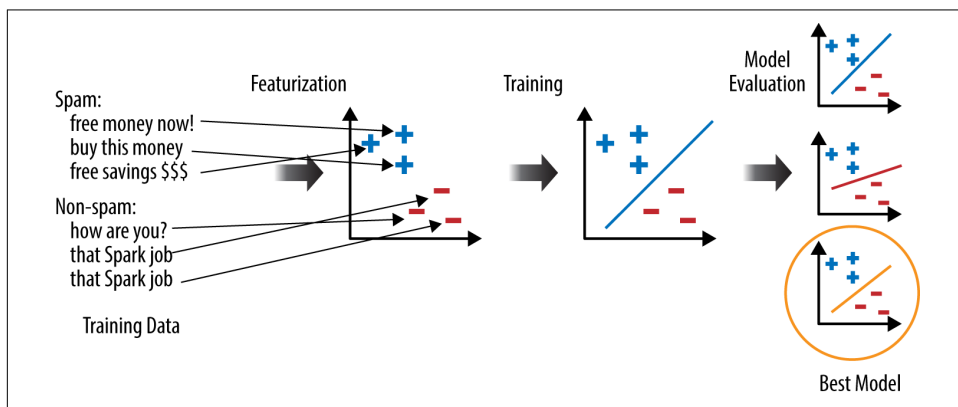 Spam:
free money now!
buy this money
free savings $$$
Non-spam:
how are you?
that Spark job
that Spark job
Training Data
Featurization
Training
Model
Evaluation
Best Model